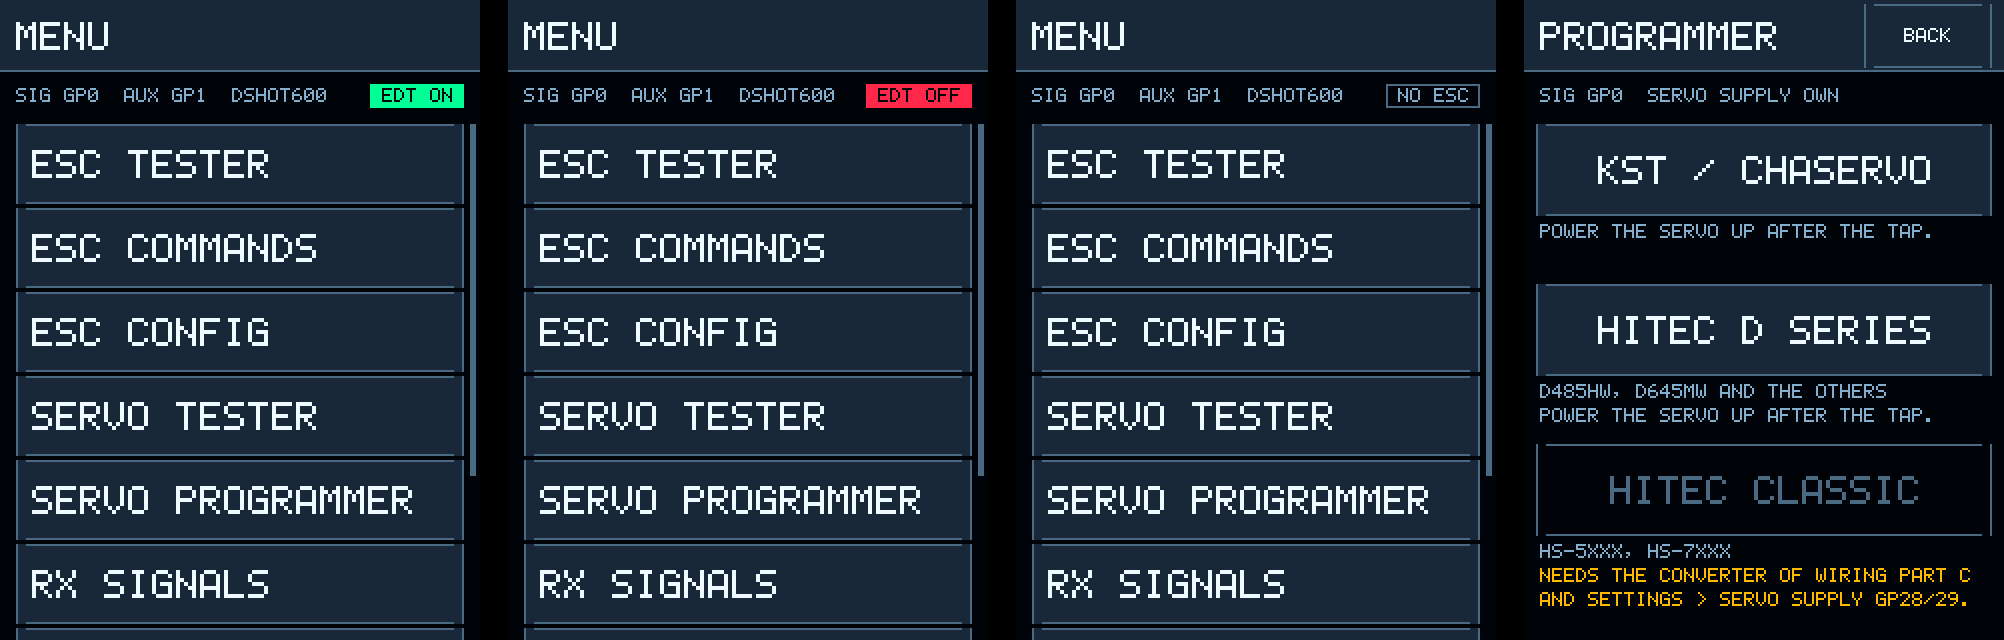 MENU
SIG GP0 AUX GP1 DSHOT600 EDT ON
ESC TESTER
ESC COMMANDS
ESC CONFIG
SERVO TESTER
SERVO PROGRAMMER
RX SIGNALS
MENU
SIG GP0 AUX GP1 DSHOT600 EDT OFF
ESC TESTER
ESC COMMANDS
ESC CONFIG
SERVO TESTER
SERVO PROGRAMMER
RX SIGNALS
MENU
SIG GP0 AUX GP1 DSHOT600 NO ESC
ESC TESTER
ESC COMMANDS
ESC CONFIG
SERVO TESTER
SERVO PROGRAMMER
RX SIGNALS
PROGRAMMER BACK
SIG GP0 SERVO SUPPLY OWN
KST / CHASERVO
POWER THE SERVO UP AFTER THE TAP.
HITEC D SERIES
D485HW, D645MW AND THE OTHERS
POWER THE SERVO UP AFTER THE TAP.
HITEC CLASSIC
HS-5XXX, HS-7XXX
NEEDS THE CONVERTER OF WIRING PART C
AND SETTINGS > SERVO SUPPLY GP28/29.